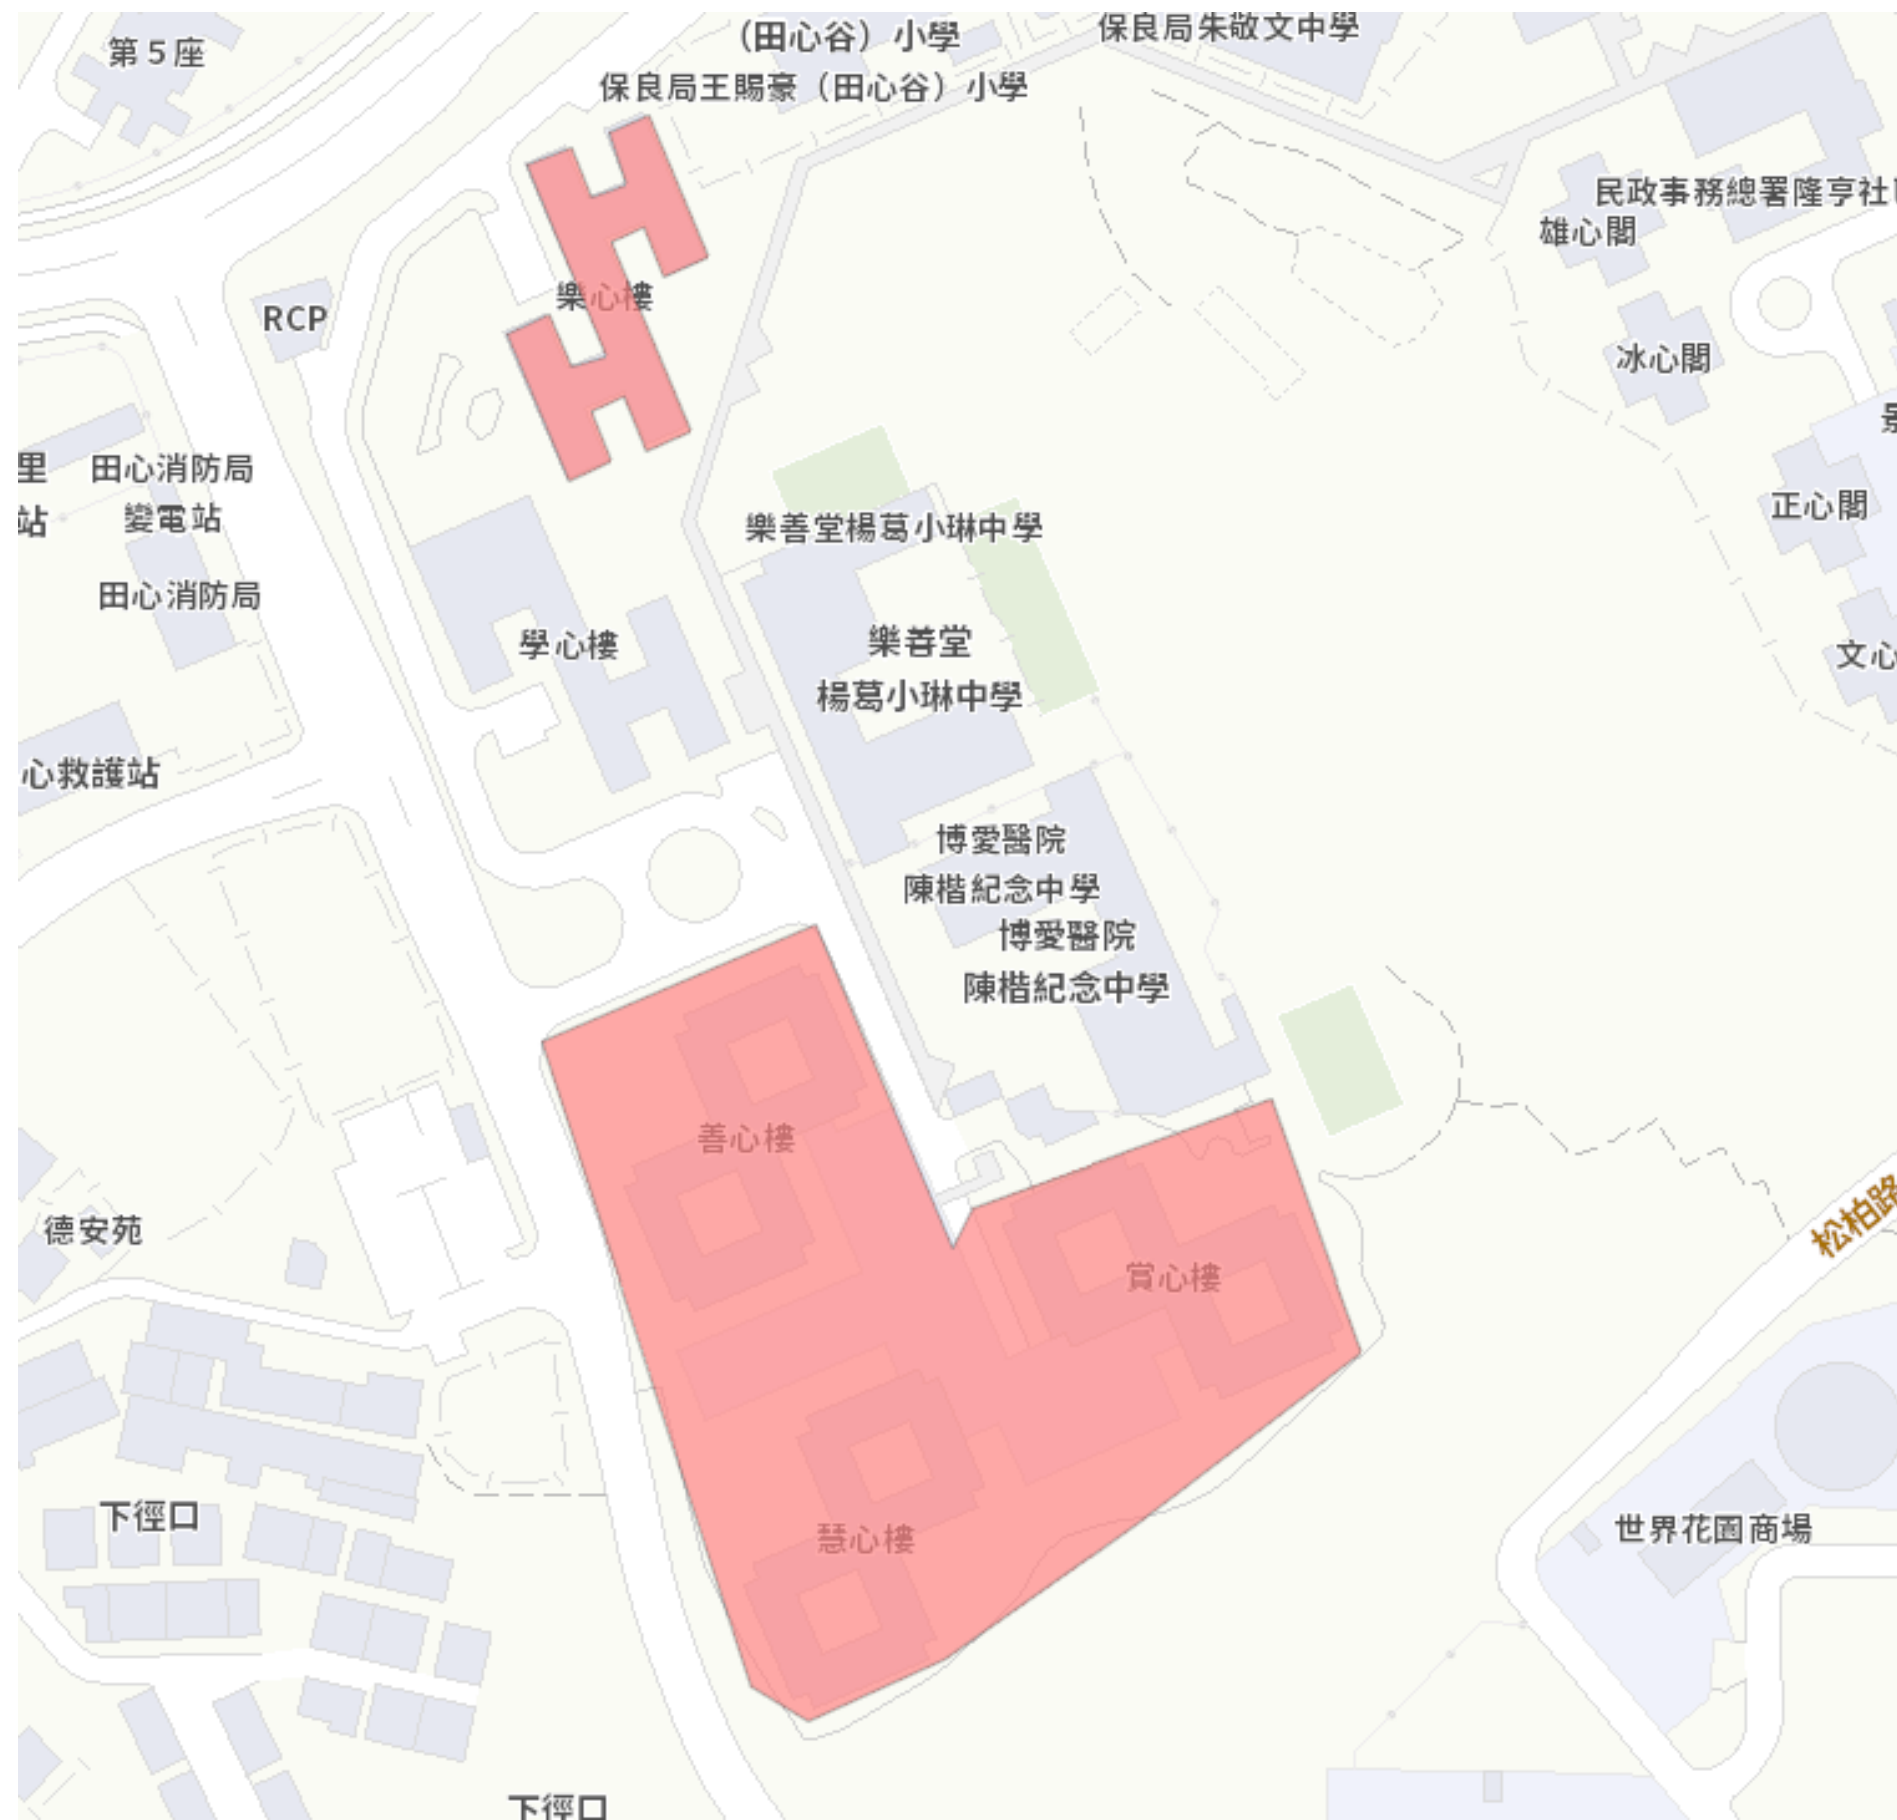 第5座
（田心谷）小學
保良局朱敬文中學
保良局王賜豪（田心谷）小學
民政事務總署隆亨社
雄心閣
樂心樓
RCP
冰心閣
田心消防局
變電站
里
站
正心閣
樂善堂楊葛小琳中學
田心消防局
學心樓
樂善堂
楊葛小琳中學
文心
心救護站
博愛醫院
陳楷紀念中學
博愛醫院
陳楷紀念中學
善心樓
德安苑
松柏路
賞心樓
下徑口
慧心樓
世界花園商場
下徑口